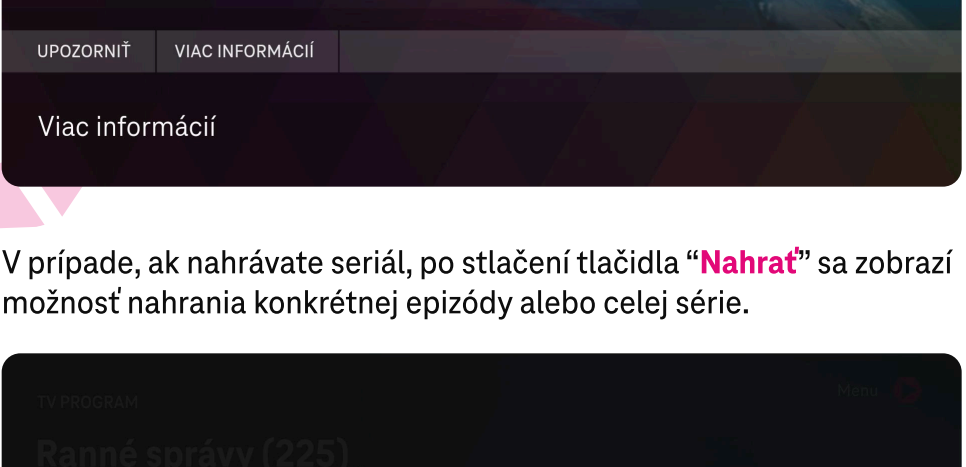 UPOZORNIŤ VIAC INFORMÁCIÍ
Viac informácií
V prípade, ak nahrávate seriál, po stlačení tlačidla “Nahrať” sa zobrazí
možnosť nahrania konkrétnej epizódy alebo celej série.
Menu
TV PROGRAM
Ranné správy (225)